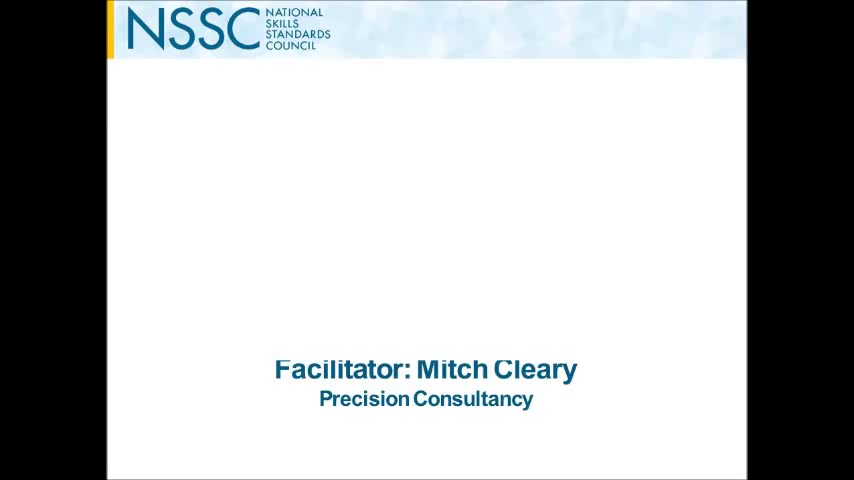 NSSC
NATIONAL
SKILLS
STANDARDS
COUNCIL
Facilitator: Mitch Cleary
Precision Consultancy